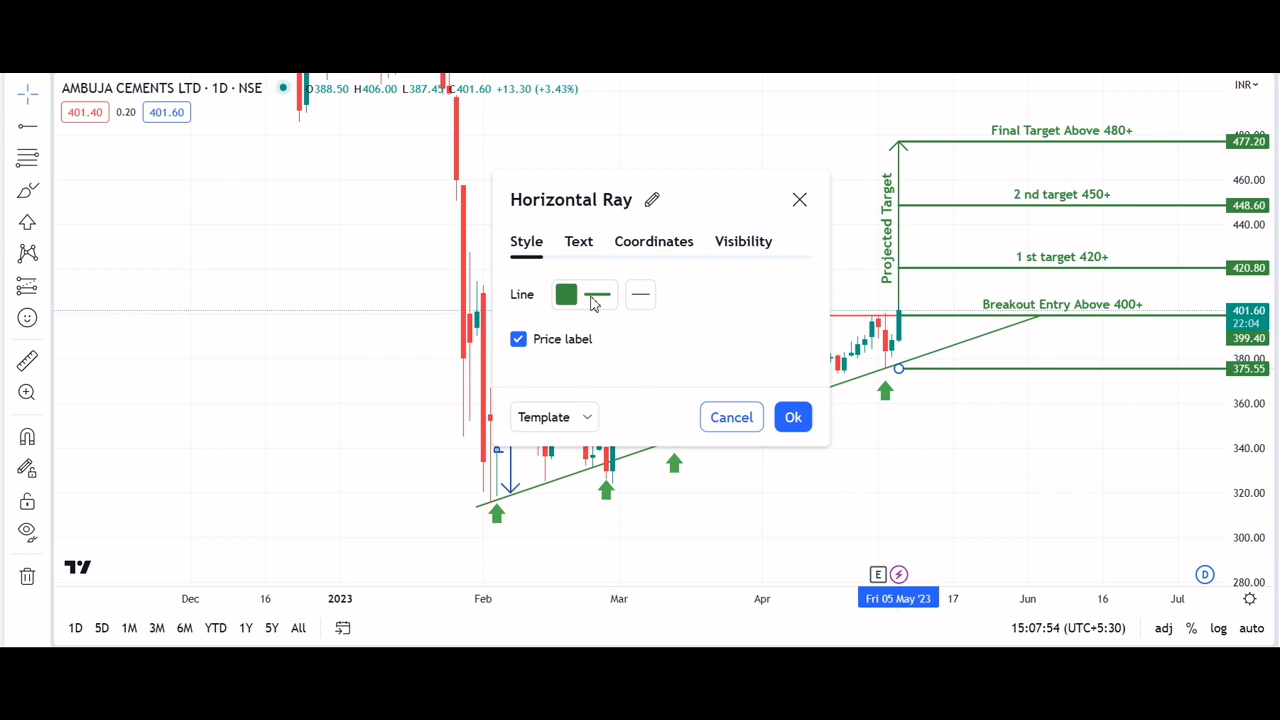 AMBUJA CEMENTS LTD · 1D · NSE
O388.50 H406.00 L387.45 C401.60 +13.30 (+3.43%)
INR
401.40 0.20 401.60
Final Target Above 480+
477.20
460.00
2 nd target 450+
448.60
440.00
1 st target 420+
420.80
Projected Target
Breakout Entry Above 400+
401.60
22:04
399.40
380.00
375.55
360.00
340.00
320.00
300.00
280.00
Horizontal Ray
Style Text Coordinates Visibility
Line
Price label
Template Cancel Ok
E
D
Dec 16 2023 Feb Mar Apr Fri 05 May '23 17 Jun 16 Jul
1D 5D 1M 3M 6M YTD 1Y 5Y All 15:07:54 (UTC+5:30) adj % log auto